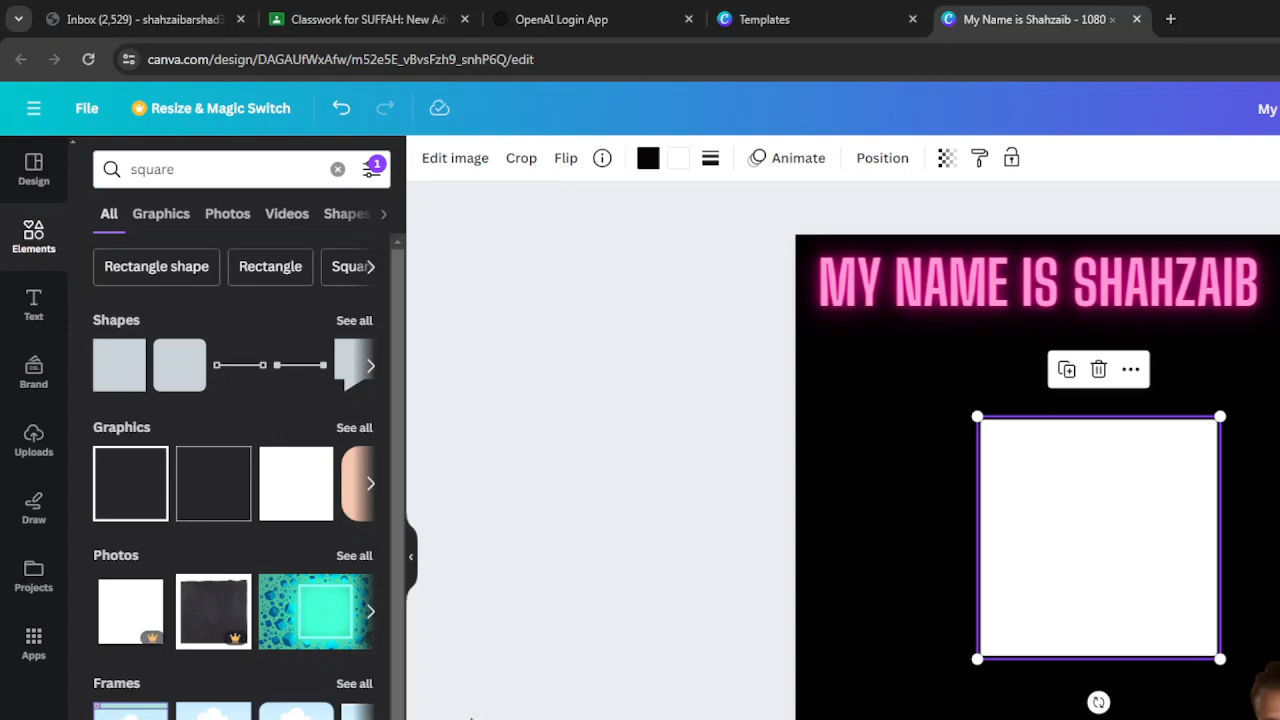 Inbox (2,529) - shahzaibarshad
Classwork for SUFFAH: New Ad
OpenAI Login App
Templates
My Name is Shahzaib - 1080
canva.com/design/DAGAUfWxAfw/m52e5E_vBvsFzh9_snhP6Q/edit
File
Resize & Magic Switch
My
Design
Elements
Text
Brand
Uploads
Draw
Projects
Apps
square
1
All
Graphics
Photos
Videos
Shapes
Rectangle shape
Rectangle
Squar
Shapes
See all
Graphics
See all
Photos
See all
Frames
See all
Edit image
Crop
Flip
Animate
Position
MY NAME IS SHAHZAIB